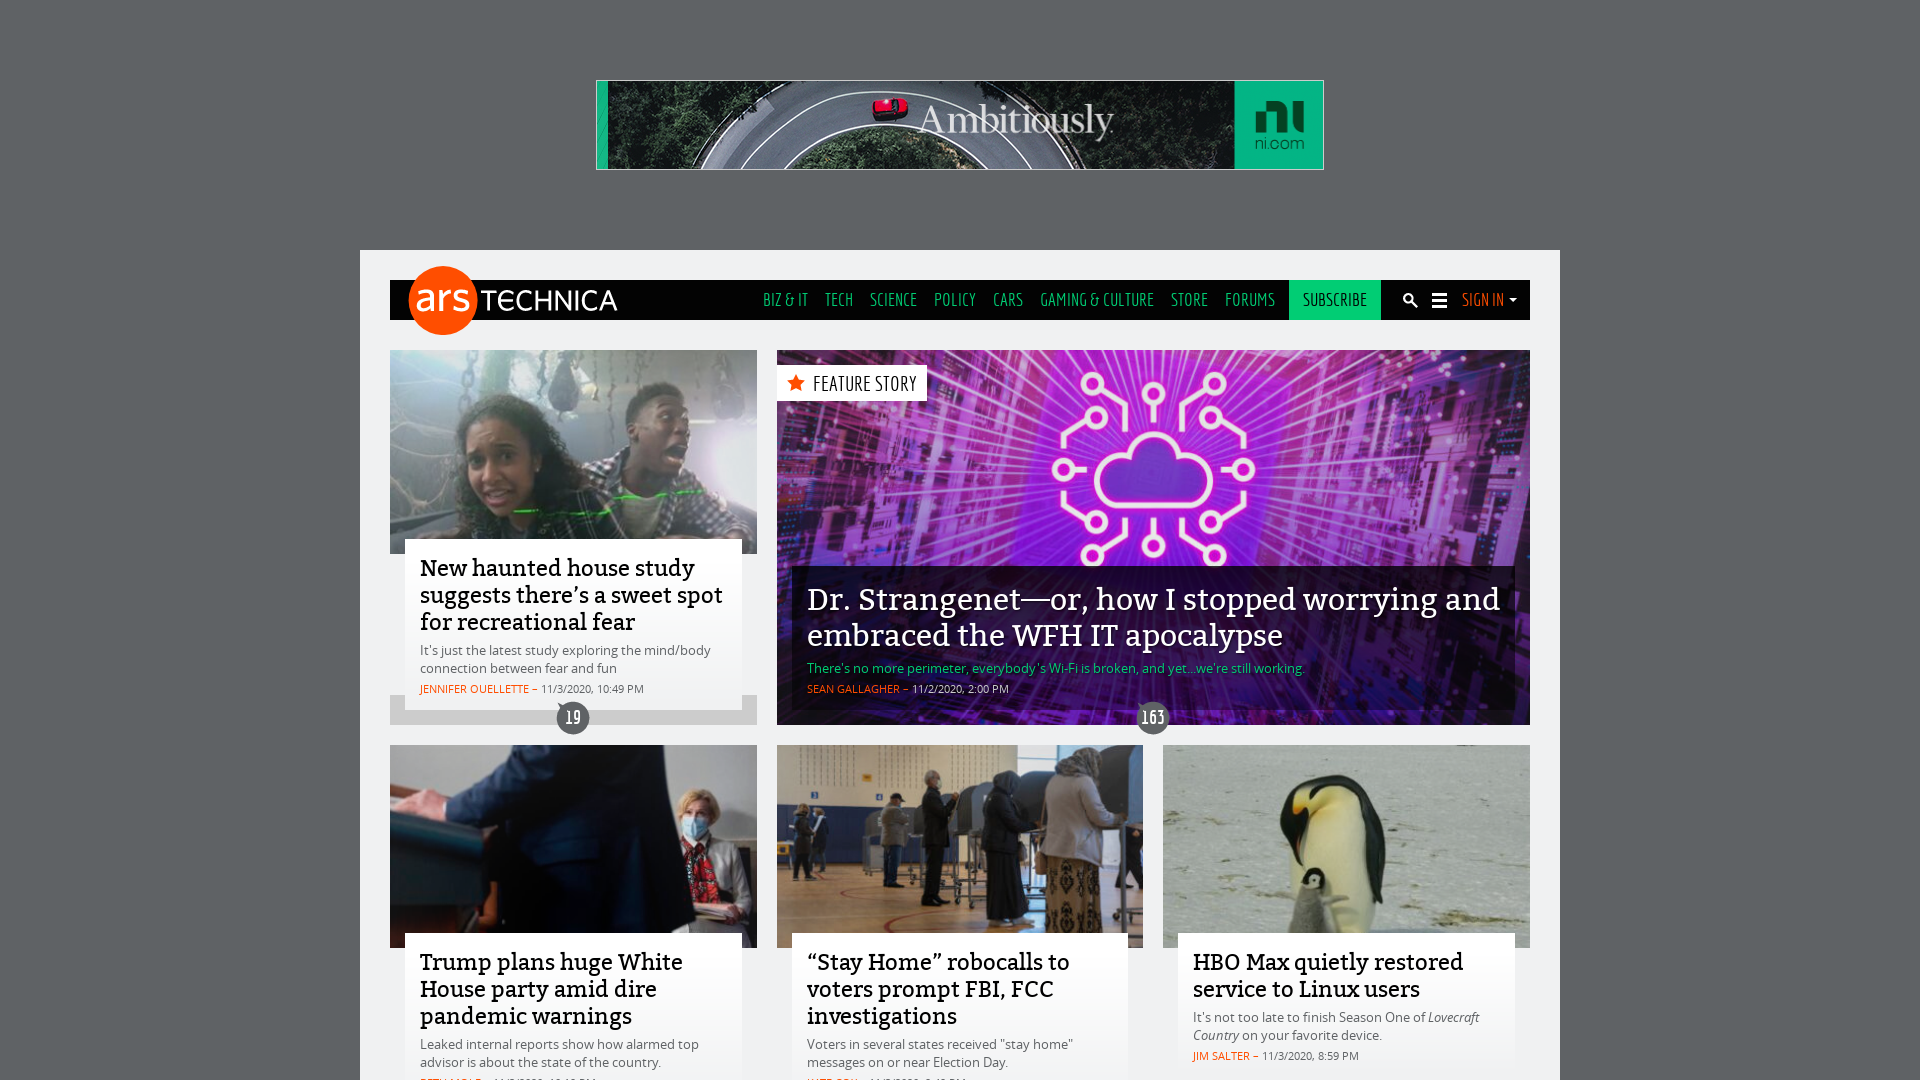 Ambitiously.
ni
ni.com
ars TECHNICA
BIZ & IT TECH SCIENCE POLICY CARS GAMING & CULTURE STORE FORUMS SUBSCRIBE SIGN IN
FEATURE STORY
New haunted house study
suggests there’s a sweet spot
for recreational fear
It's just the latest study exploring the mind/body
connection between fear and fun
JENNIFER OUELLETTE – 11/3/2020, 10:49 PM
19
Dr. Strangenet—or, how I stopped worrying and
embraced the WFH IT apocalypse
There's no more perimeter, everybody's Wi-Fi is broken, and yet...we're still working.
SEAN GALLAGHER – 11/2/2020, 2:00 PM
163
Trump plans huge White
House party amid dire
pandemic warnings
Leaked internal reports show how alarmed top
advisor is about the state of the country.
“Stay Home” robocalls to
voters prompt FBI, FCC
investigations
Voters in several states received "stay home"
messages on or near Election Day.
HBO Max quietly restored
service to Linux users
It's not too late to finish Season One of Lovecraft
Country on your favorite device.
JIM SALTER – 11/3/2020, 8:59 PM